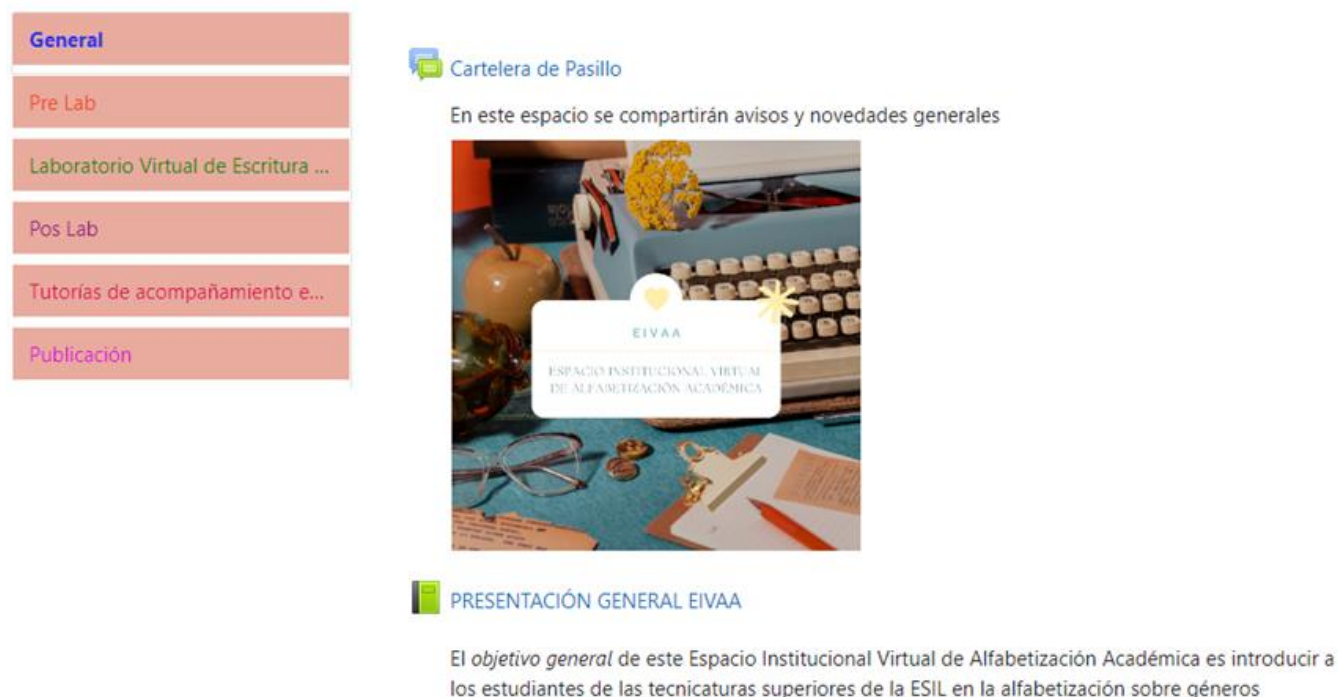 General
Pre Lab
Laboratorio Virtual de Escritura ...
Pos Lab
Tutorías de acompañamiento e...
Publicación
Cartelera de Pasillo
En este espacio se compartirán avisos y novedades generales
EIVAA
ESPACIO INSTITUCIONAL VIRTUAL
DE ALFABETIZACIÓN ACADÉMICA
PRESENTACIÓN GENERAL EIVAA
El objetivo general de este Espacio Institucional Virtual de Alfabetización Académica es introducir a
los estudiantes de las tecnicaturas superiores de la ESIL en la alfabetización sobre géneros